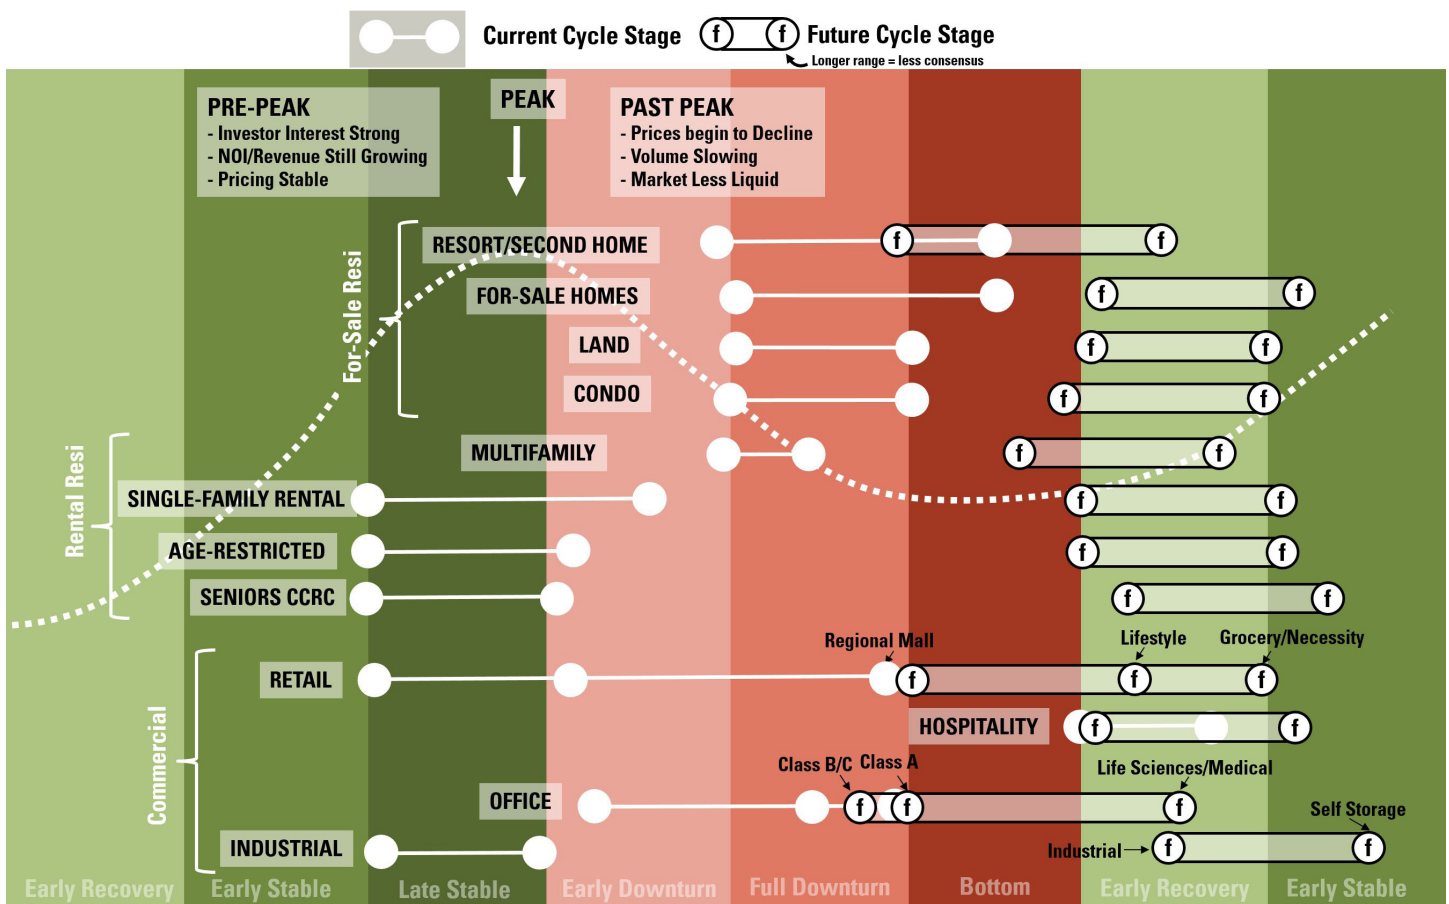 Current Cycle Stage
f
f
Future Cycle Stage
Longer range = less consensus
PRE-PEAK
- Investor Interest Strong
- NOI/Revenue Still Growing
- Pricing Stable
PEAK
PAST PEAK
- Prices begin to Decline
- Volume Slowing
- Market Less Liquid
For-Sale Resi
RESORT/SECOND HOME
f
f
FOR-SALE HOMES
f
f
LAND
f
f
CONDO
f
f
Rental Resi
MULTIFAMILY
f
f
SINGLE-FAMILY RENTAL
f
f
AGE-RESTRICTED
f
f
SENIORS CCRC
f
f
Commercial
Regional Mall
Lifestyle
Grocery/Necessity
RETAIL
f
f
f
HOSPITALITY
f
f
Class B/C
Class A
Life Sciences/Medical
OFFICE
f
f
f
Self Storage
INDUSTRIAL
Industrial
f
f
Early Recovery
Early Stable
Late Stable
Early Downturn
Full Downturn
Bottom
Early Recovery
Early Stable